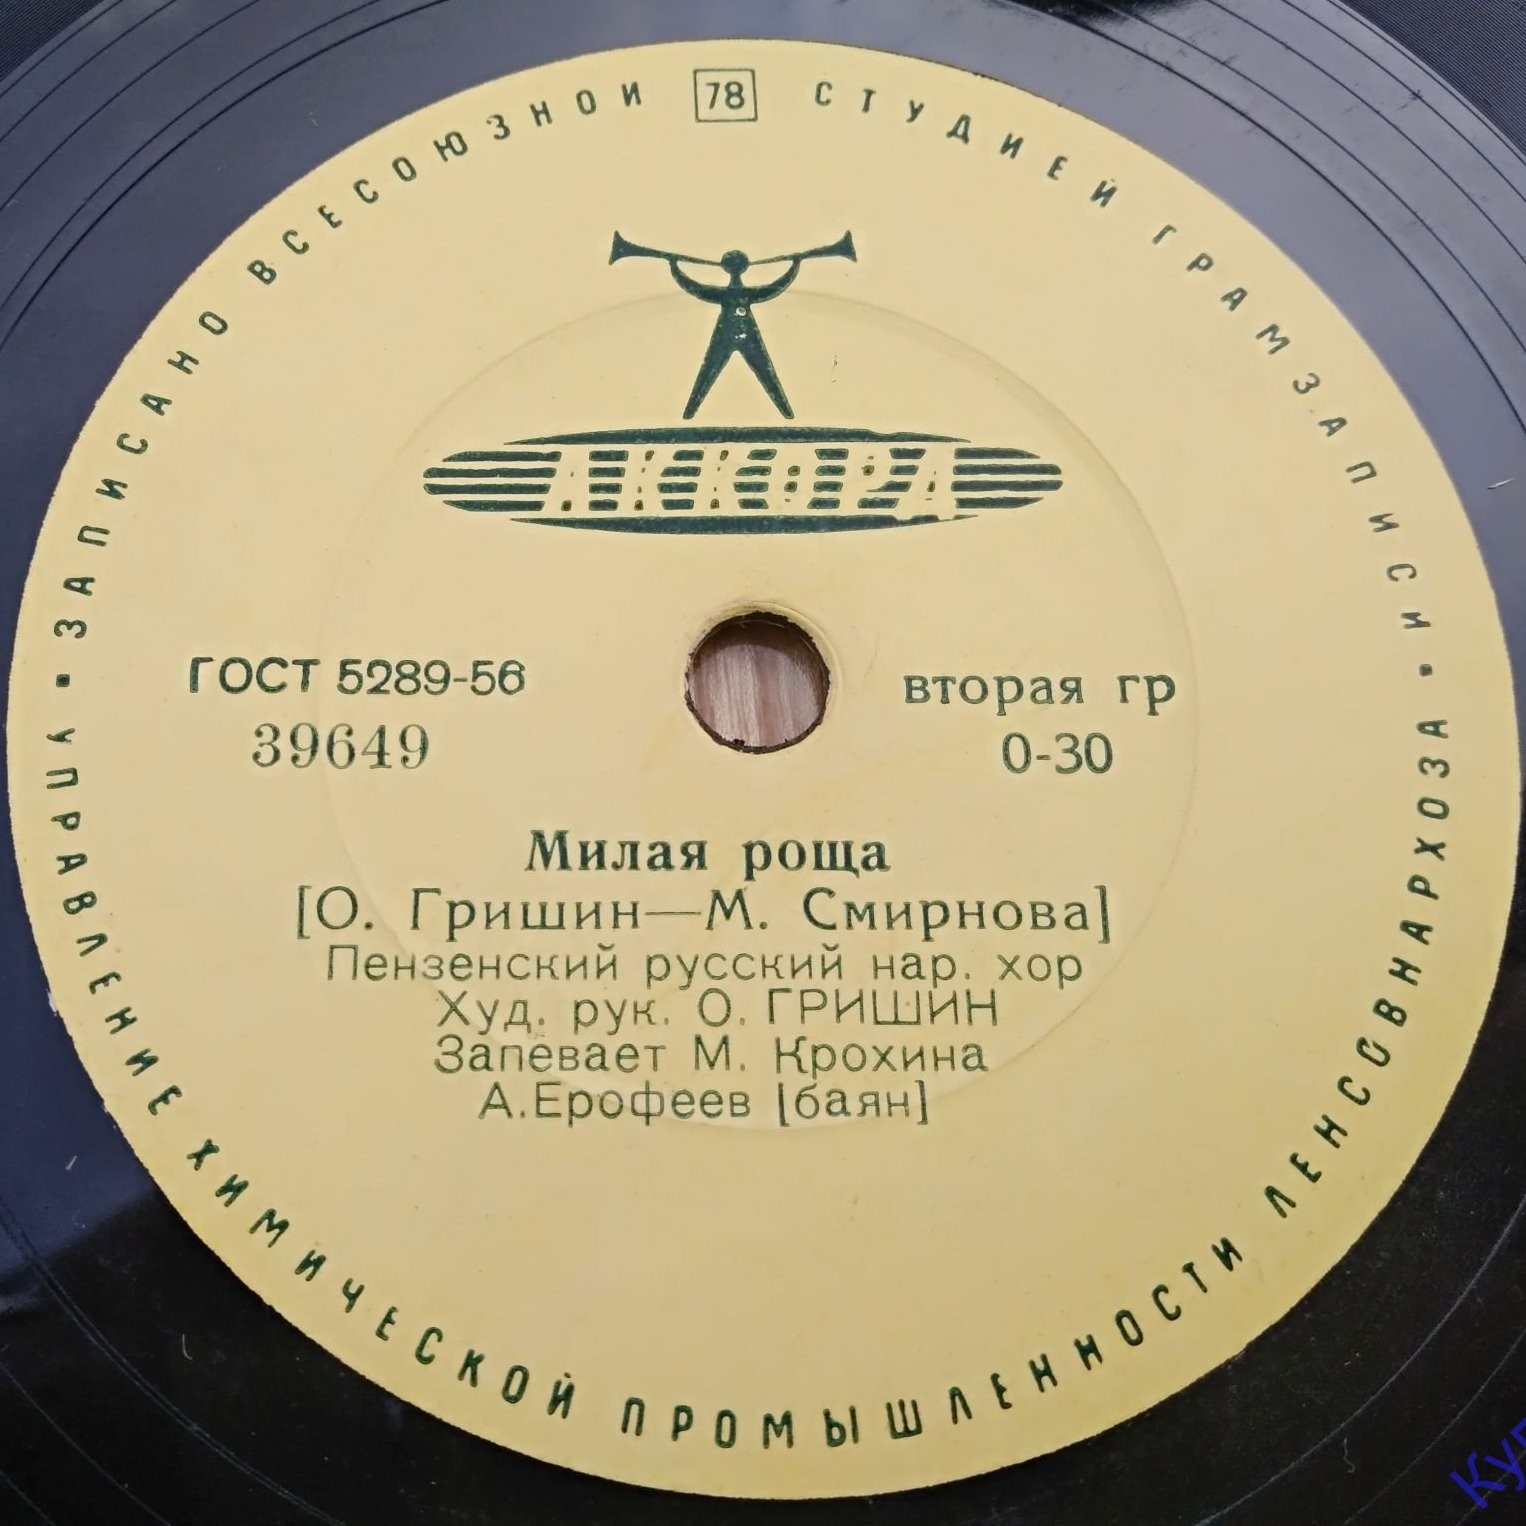 ЗАПИСАНО ВСЕСОЮЗНОЙ 78 СТУДИЕЙ ГРАМЗАПИСИ
АККОРД
ГОСТ 5289-56
39649
вторая гр
0-30
Милая роща
[О. Гришин—М. Смирнова]
Пензенский русский нар. хор
Худ. рук. О. ГРИШИН
Запевает М. Крохина
А.Ерофеев [баян]
УПРАВЛЕНИЕ ХИМИЧЕСКОЙ ПРОМЫШЛЕННОСТИ ЛЕНСОВНАРХОЗА